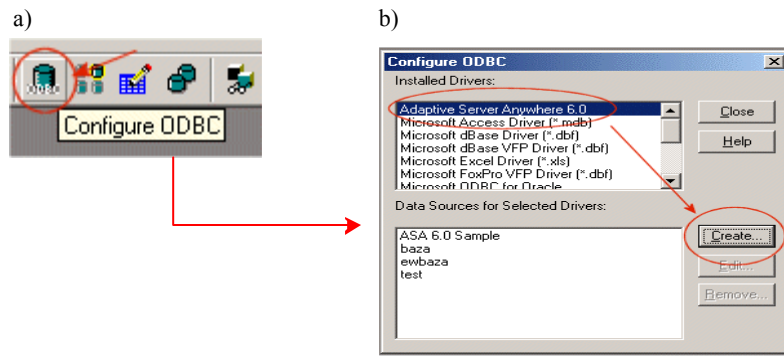 a)
b)
ODBC
Configure ODBC
Configure ODBC
Installed Drivers:
Adaptive Server Anywhere 6.0
Microsoft Access Driver (*.mdb)
Microsoft dBase Driver (*.dbf)
Microsoft dBase VFP Driver (*.dbf)
Microsoft Excel Driver (*.xls)
Microsoft FoxPro VFP Driver (*.dbf)
Microsoft ODBC for Oracle
Close
Help
Data Sources for Selected Drivers:
ASA 6.0 Sample
baza
ewbaza
test
Create...
Edit...
Remove...